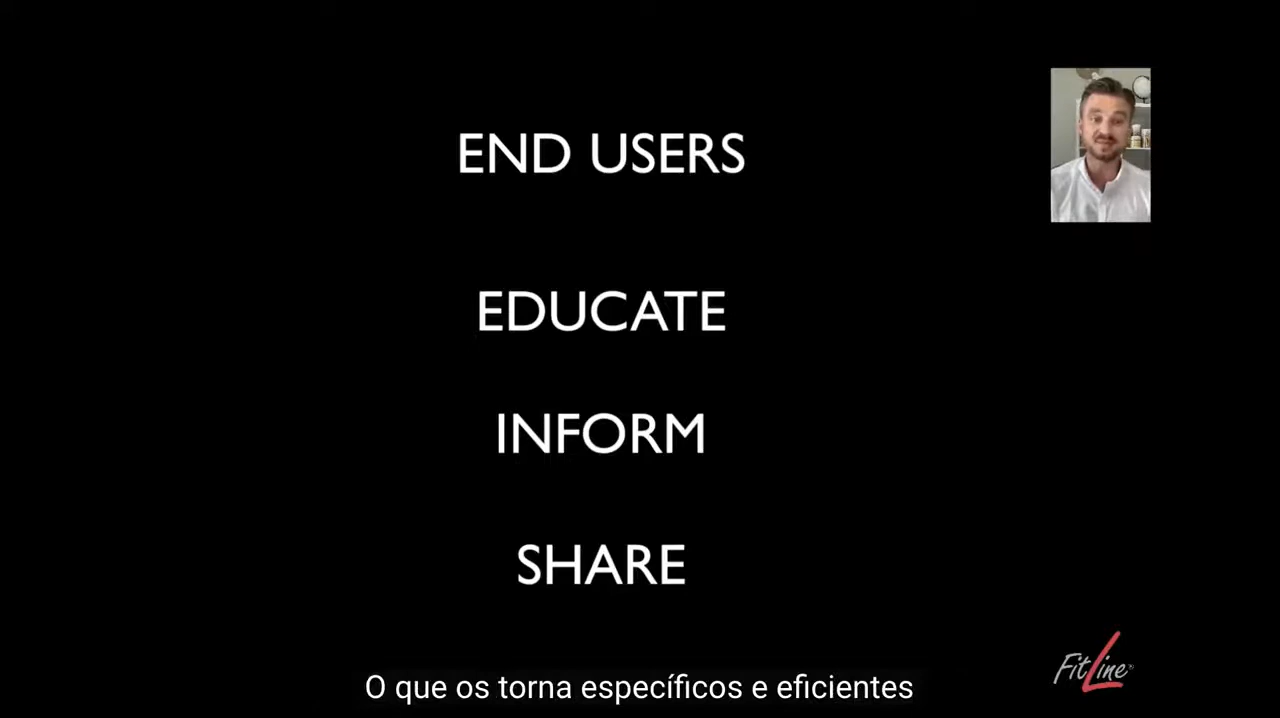 END USERS
EDUCATE
INFORM
SHARE
FitLine
O que os torna específicos e eficientes